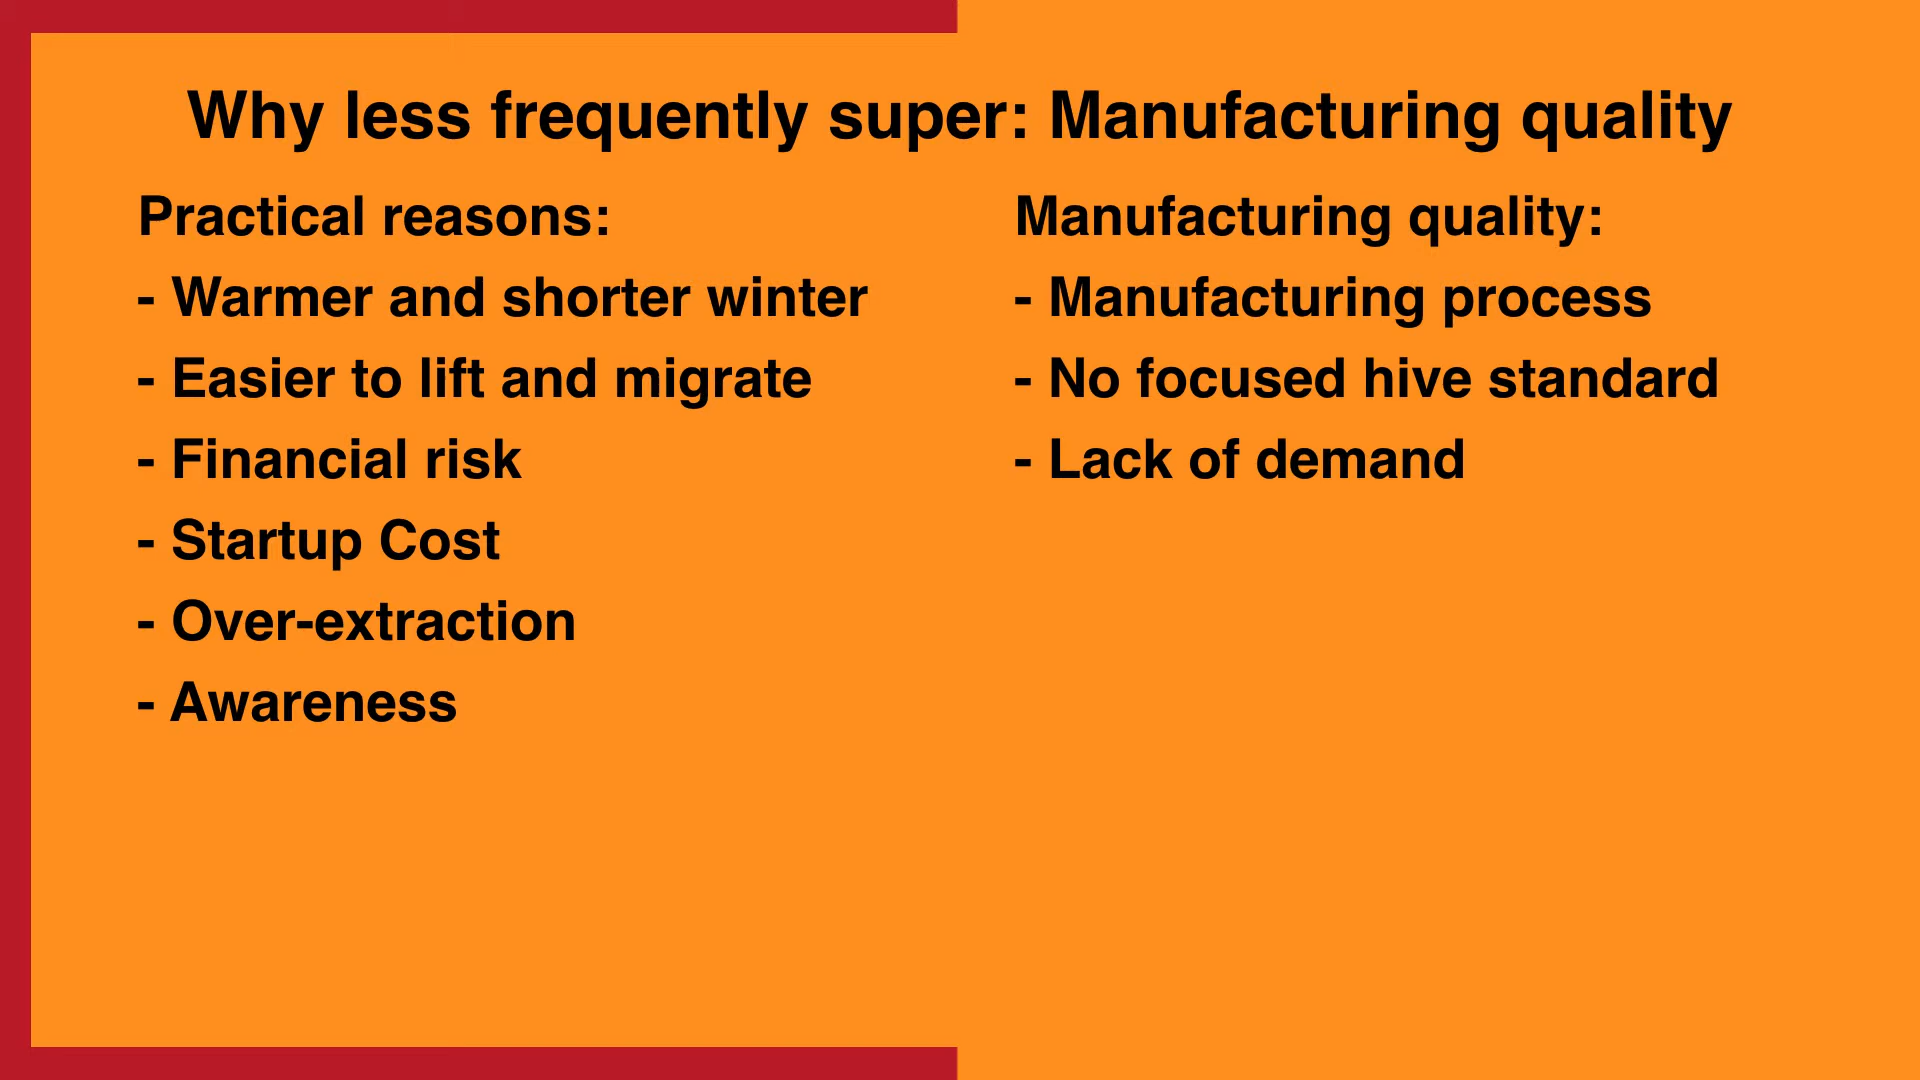 Why less frequently super: Manufacturing quality
Practical reasons:
- Warmer and shorter winter
- Easier to lift and migrate
- Financial risk
- Startup Cost
- Over-extraction
- Awareness
Manufacturing quality:
- Manufacturing process
- No focused hive standard
- Lack of demand